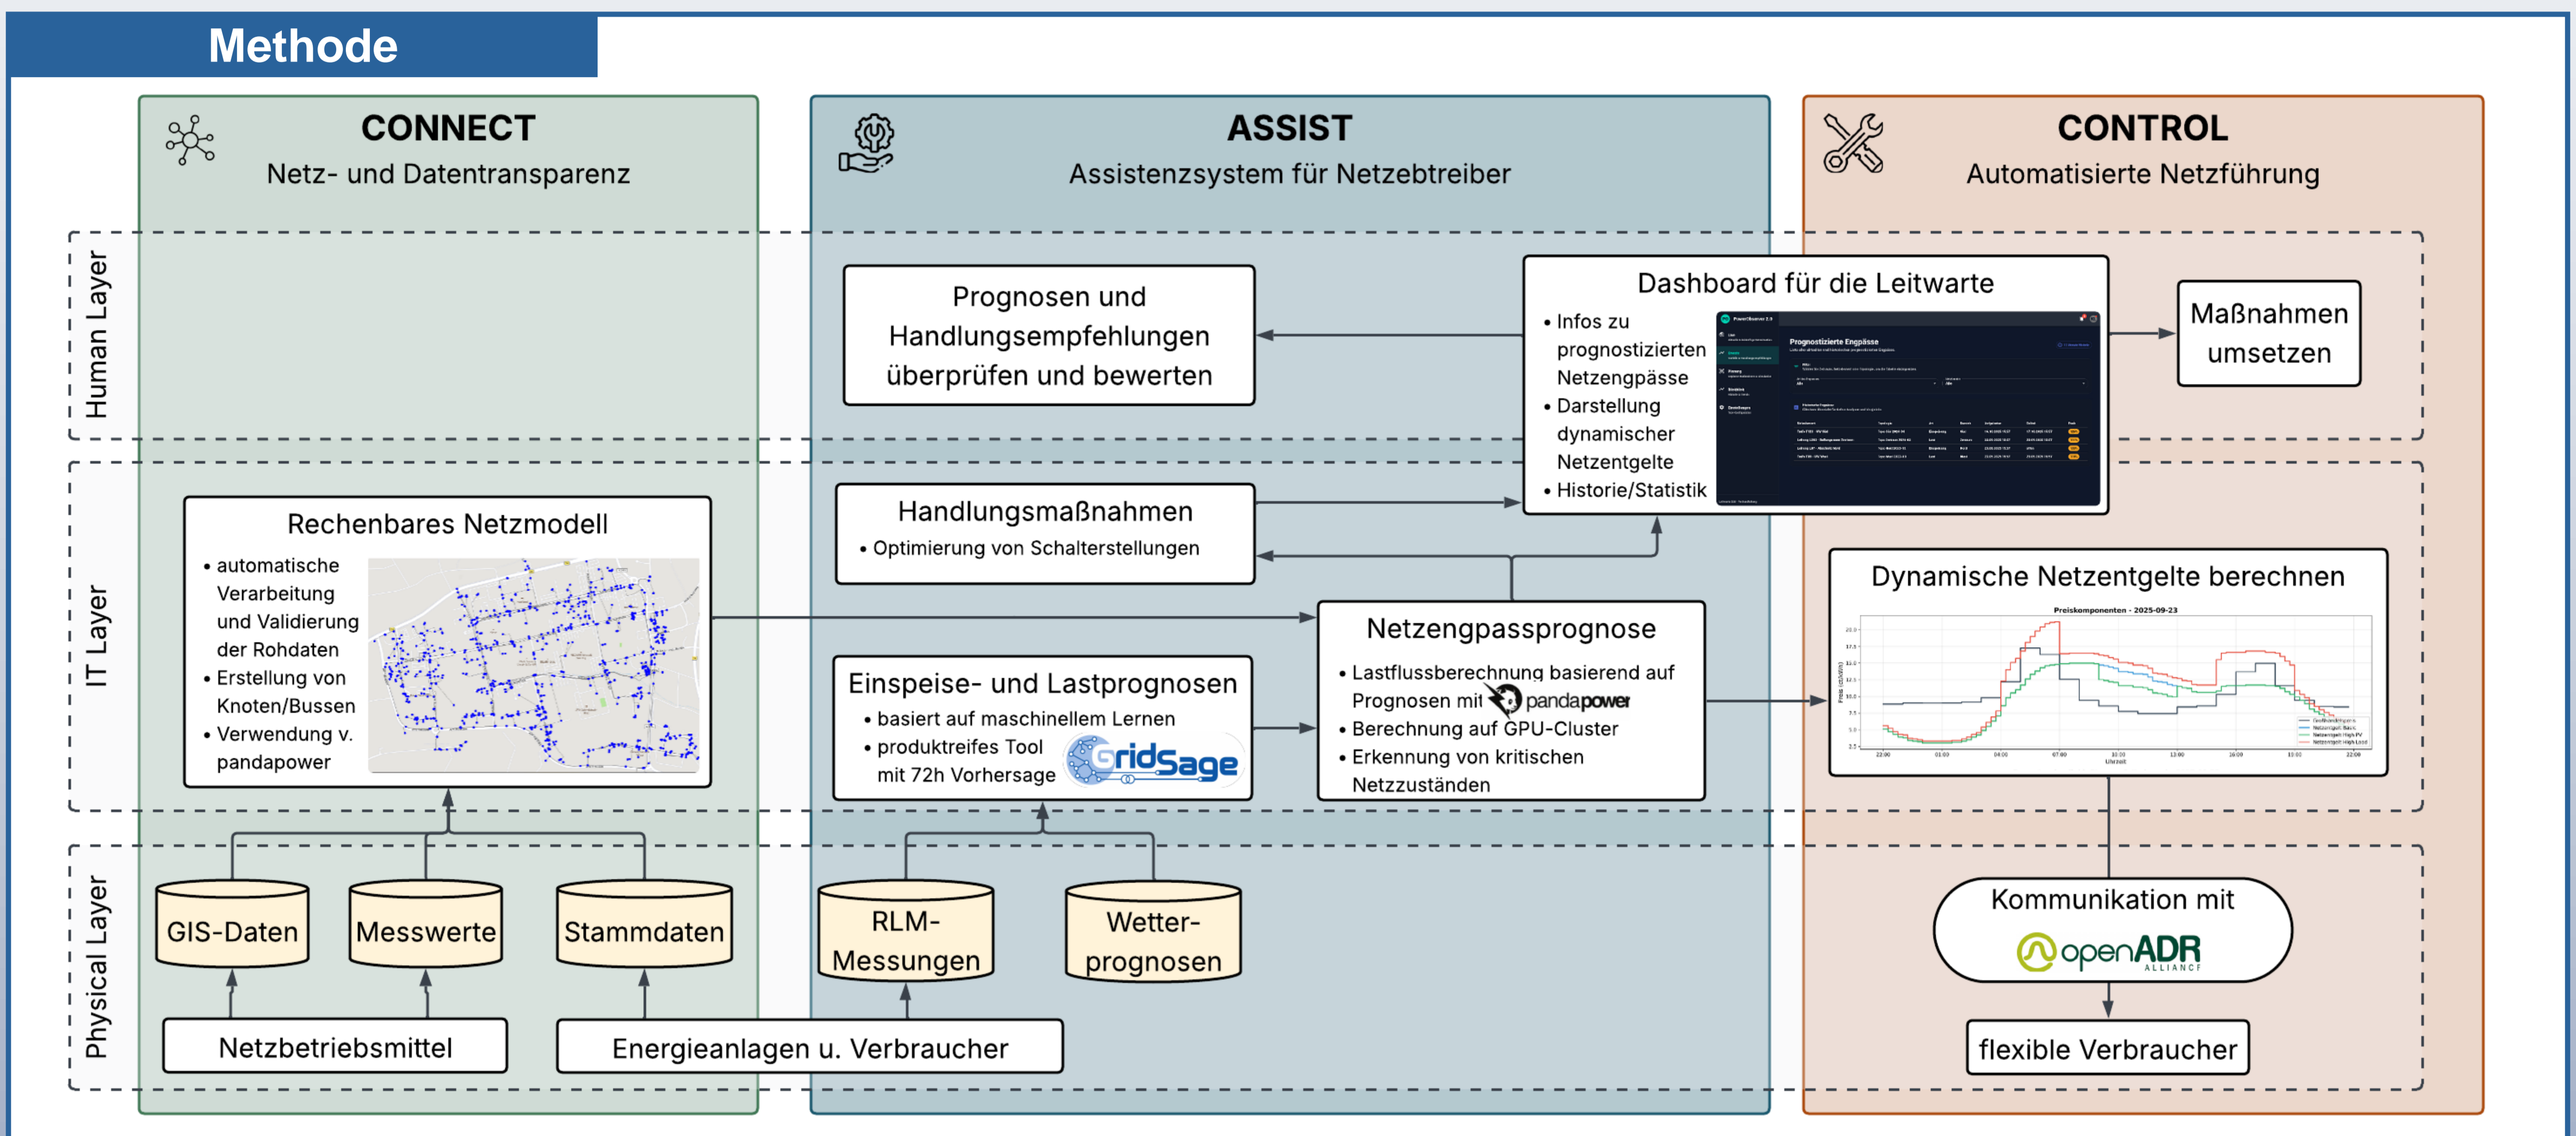 Methode
CONNECT
Netz- und Datentransparenz
ASSIST
Assistenzsystem für Netzebtreiber
CONTROL
Automatisierte Netzführung
Human Layer
Prognosen und
Handlungsempfehlungen
überprüfen und bewerten
Dashboard für die Leitwarte
• Infos zu
prognostizierten
Netzengpässe
• Darstellung
dynamischer
Netzentgelte
• Historie/Statistik
Prognostizierte Engpässe
Maßnahmen
umsetzen
IT Layer
Rechenbares Netzmodell
• automatische
Verarbeitung
und Validierung
der Rohdaten
• Erstellung von
Knoten/Bussen
• Verwendung v.
pandapower
Handlungsmaßnahmen
• Optimierung von Schalterstellungen
Einspeise- und Lastprognosen
• basiert auf maschinellem Lernen
• produktreifes Tool
mit 72h Vorhersage
GridSage
Netzengpassprognose
• Lastflussberechnung basierend auf
Prognosen mit pandapower
• Berechnung auf GPU-Cluster
• Erkennung von kritischen
Netzzuständen
Dynamische Netzentgelte berechnen
Preiskomponenten - 2025-09-23
Uhrzeit
Physical Layer
GIS-Daten
Messwerte
Stammdaten
RLM-
Messungen
Wetter-
prognosen
Netzbetriebsmittel
Energieanlagen u. Verbraucher
Kommunikation mit
openADR
ALLIANCE
flexible Verbraucher